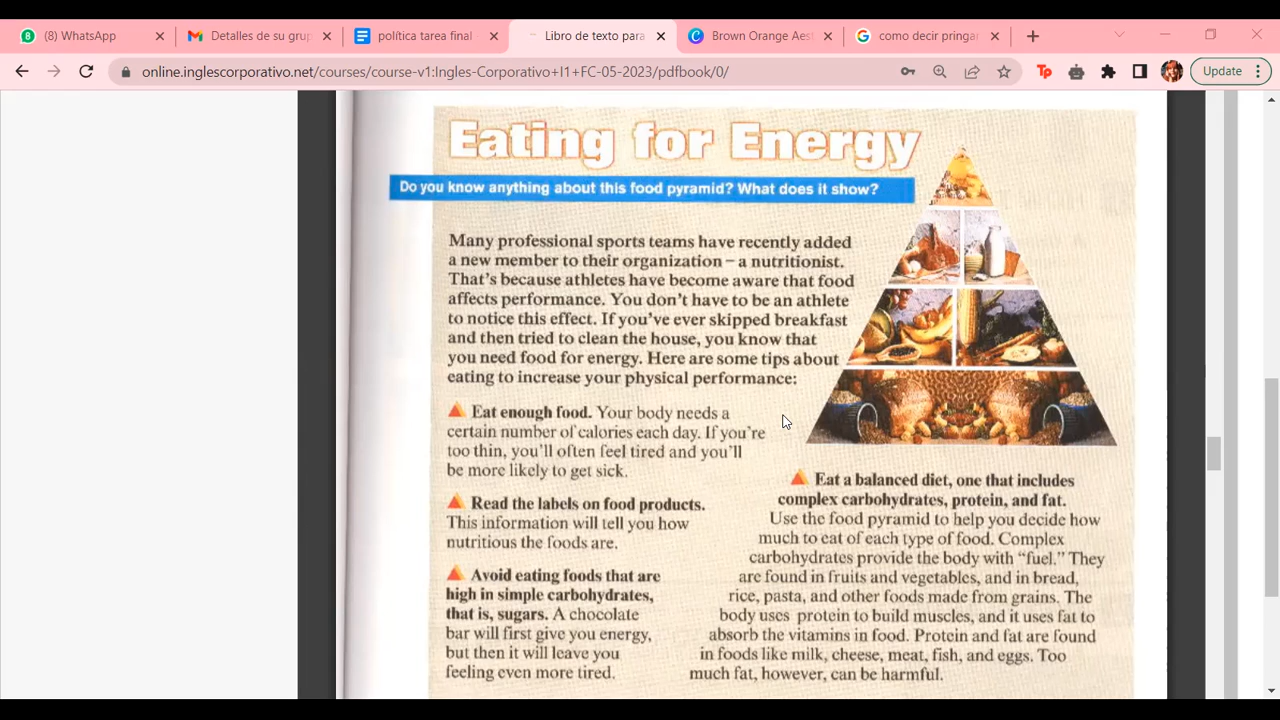 (8) WhatsApp
Detalles de su grup
política tarea final -
Libro de texto para
Brown Orange Aest
como decir pringar
online.inglescorporativo.net/courses/course-v1:Ingles-Corporativo+I1+FC-05-2023/pdfbook/0/
Update
Eating for Energy
Do you know anything about this food pyramid? What does it show?
Many professional sports teams have recently added
a new member to their organization – a nutritionist.
That's because athletes have become aware that food
affects performance. You don't have to be an athlete
to notice this effect. If you've ever skipped breakfast
and then tried to clean the house, you know that
you need food for energy. Here are some tips about
eating to increase your physical performance:
Eat enough food. Your body needs a
certain number of calories each day. If you're
too thin, you'll often feel tired and you'll
be more likely to get sick.
Read the labels on food products.
This information will tell you how
nutritious the foods are.
Avoid eating foods that are
high in simple carbohydrates,
that is, sugars. A chocolate
bar will first give you energy,
but then it will leave you
feeling even more tired.
Eat a balanced diet, one that includes
complex carbohydrates, protein, and fat.
Use the food pyramid to help you decide how
much to eat of each type of food. Complex
carbohydrates provide the body with “fuel.” They
are found in fruits and vegetables, and in bread,
rice, pasta, and other foods made from grains. The
body uses protein to build muscles, and it uses fat to
absorb the vitamins in food. Protein and fat are found
in foods like milk, cheese, meat, fish, and eggs. Too
much fat, however, can be harmful.